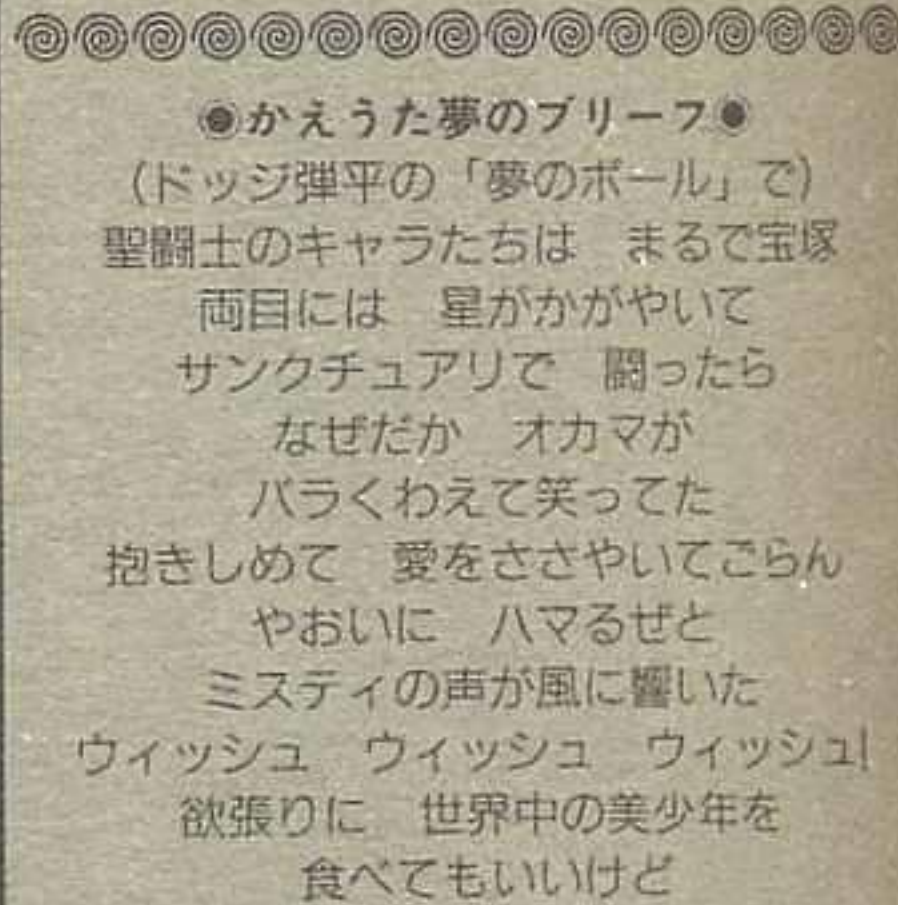 ◉かえうた夢のブリーフ◉
(ドッジ弾平の「夢のボール」で)
聖闘士のキャラたちは　まるで宝塚
両目には　星がかがやいて
サンクチュアリで　闘ったら
なぜだか　オカマが
バラくわえて笑ってた
抱きしめて　愛をささやいてごらん
やおいに　ハマるぜと
ミスティの声が風に響いた
ウィッシュ　ウィッシュ　ウィッシュ!
欲張りに　世界中の美少年を
食べてもいいけど